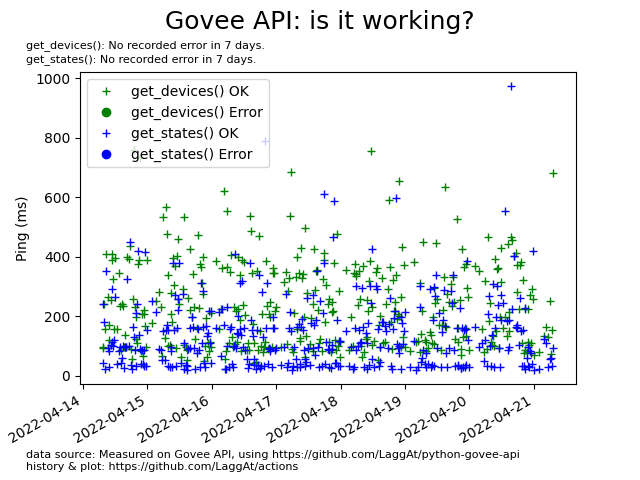 Govee API: is it working?
get_devices(): No recorded error in 7 days.
get_states(): No recorded error in 7 days.
get_devices() OK
get_devices() Error
get_states() OK
get_states() Error
Ping (ms)
1000
800
600
400
200
0
2022-04-14
2022-04-15
2022-04-16
2022-04-17
2022-04-18
2022-04-19
2022-04-20
2022-04-21
data source: Measured on Govee API, using https://github.com/LaggAt/python-govee-api
history & plot: https://github.com/LaggAt/actions